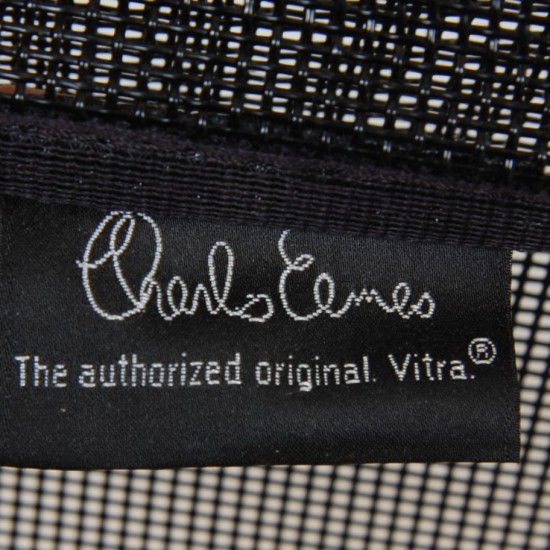 Charles Eames
The authorized original. Vitra.®